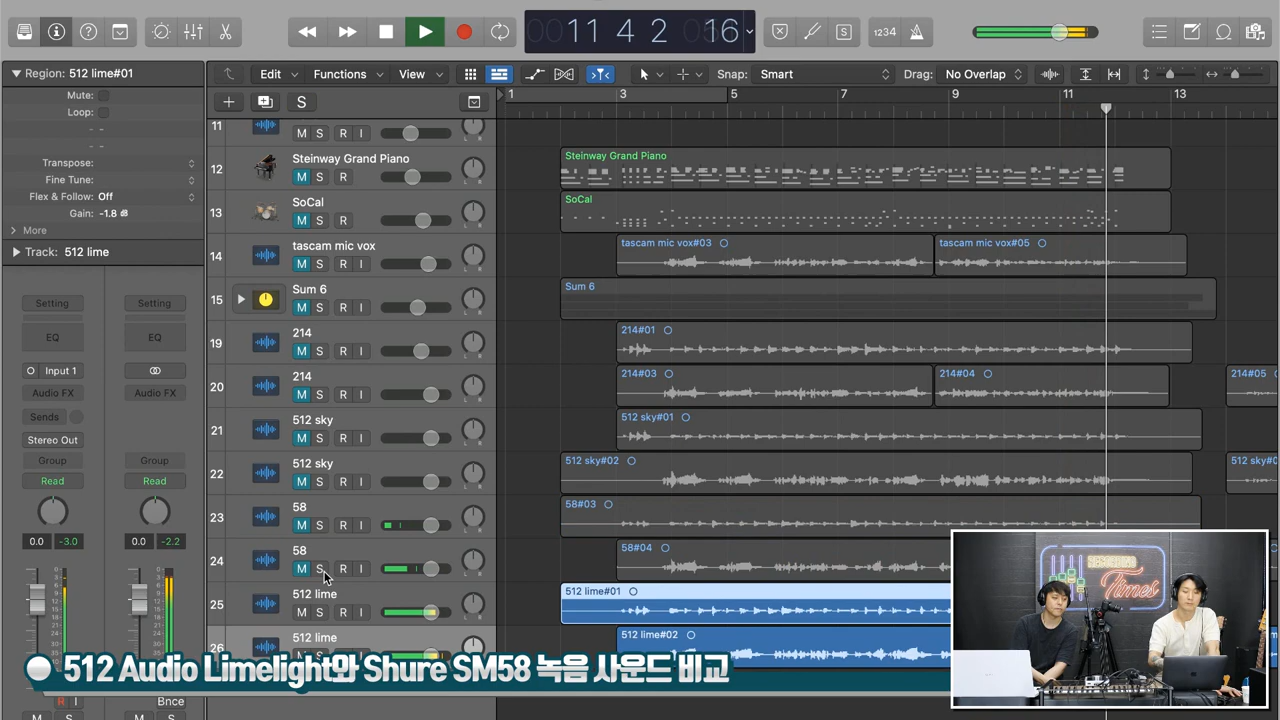 11 4 2 16
1234
Region: 512 lime#01
Edit
Functions
View
Snap: Smart
Drag: No Overlap
Mute:
Loop:
Transpose:
Fine Tune:
Flex & Follow: Off
Gain: -1.8 dB
More
Track: 512 lime
S
1 3 5 7 9 11 13
11
M S R I
12 Steinway Grand Piano
M S R
Steinway Grand Piano
13 SoCal
M S R
SoCal
14 tascam mic vox
M S R I
tascam mic vox#03
tascam mic vox#05
15 Sum 6
M S R I
Sum 6
19 214
M S R I
214#01
20 214
M S R I
214#03
214#04
214#05
21 512 sky
M S R I
512 sky#01
22 512 sky
M S R I
512 sky#02
512 sky#0
23 58
M S R I
58#03
24 58
M S R I
58#04
25 512 lime
M S R I
512 lime#01
26 512 lime
512 lime#02
Setting Setting
EQ EQ
Input 1
Audio FX Audio FX
Sends
Stereo Out
Group Group
Read Read
0.0 -3.0 0.0 -2.2
R I Bnce
M S M S
RECORDING
Times
512 Audio Limelight와 Shure SM58 녹음 사운드 비교